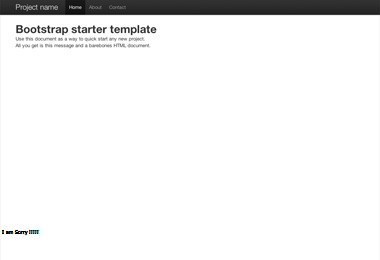 Project name Home About Contact
Bootstrap starter template
Use this document as a way to quick start any new project.
All you get is this message and a barebones HTML document.
I am Sorry !!!!!